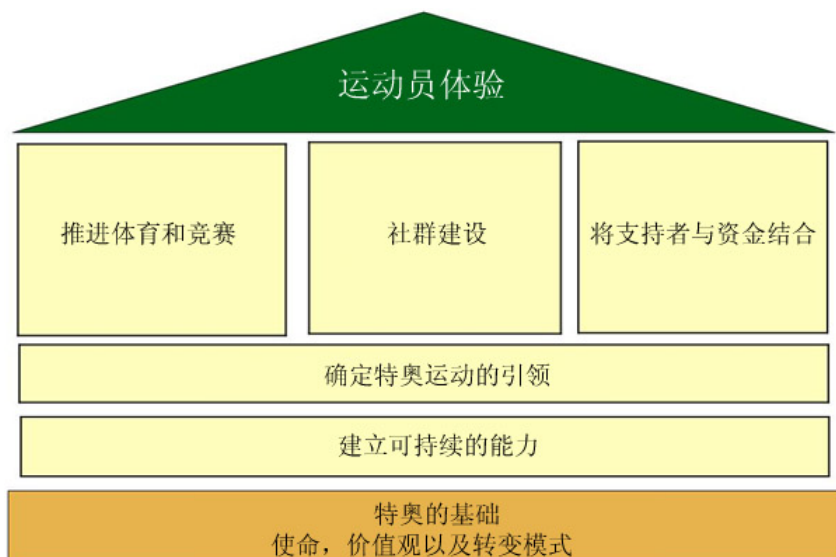 运动员体验
推进体育和竞赛
社群建设
将支持者与资金结合
确定特奥运动的引领
建立可持续的能力
特奥的基础
使命，价值观以及转变模式